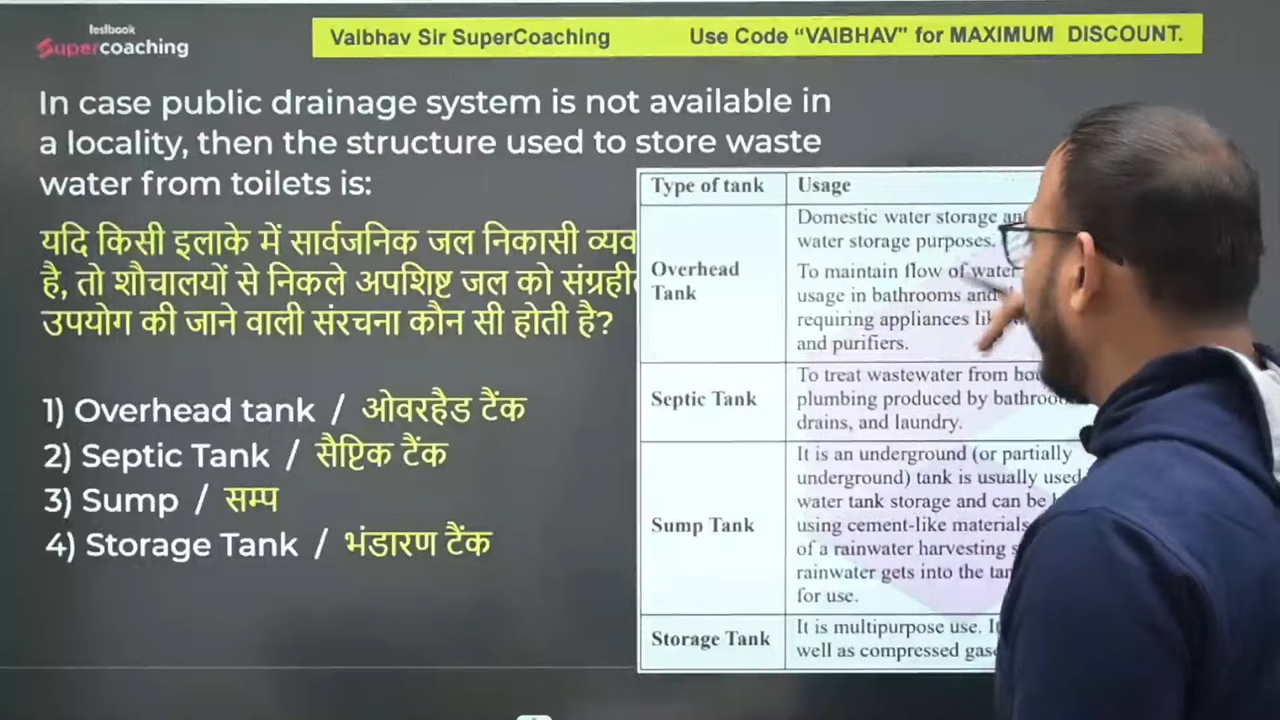 testbook
Supercoaching
Vaibhav Sir SuperCoaching
Use Code “VAIBHAV” for MAXIMUM DISCOUNT.
In case public drainage system is not available in
a locality, then the structure used to store waste
water from toilets is:
यदि किसी इलाके में सार्वजनिक जल निकासी
है, तो शौचालयों से निकले अपशिष्ट जल को
उपयोग की जाने वाली संरचना कौन सी होती है?
1) Overhead tank / ओवरहैड टैंक
2) Septic Tank / सैप्टिक टैंक
3) Sump / सम्प
4) Storage Tank / भंडारण टैंक
Type of tank
Usage
Overhead
Tank
Domestic water storage
water storage purposes.
To maintain flow of water
usage in bathrooms and
requiring appliances
and purifiers.
Septic Tank
To treat wastewater from
plumbing produced by
drains, and laundry.
Sump Tank
It is an underground (or partially
underground) tank is usually used
water tank storage and can be
using cement-like materials
of a rainwater harvesting
rainwater gets into the
for use.
Storage Tank
It is multipurpose use.
well as compressed